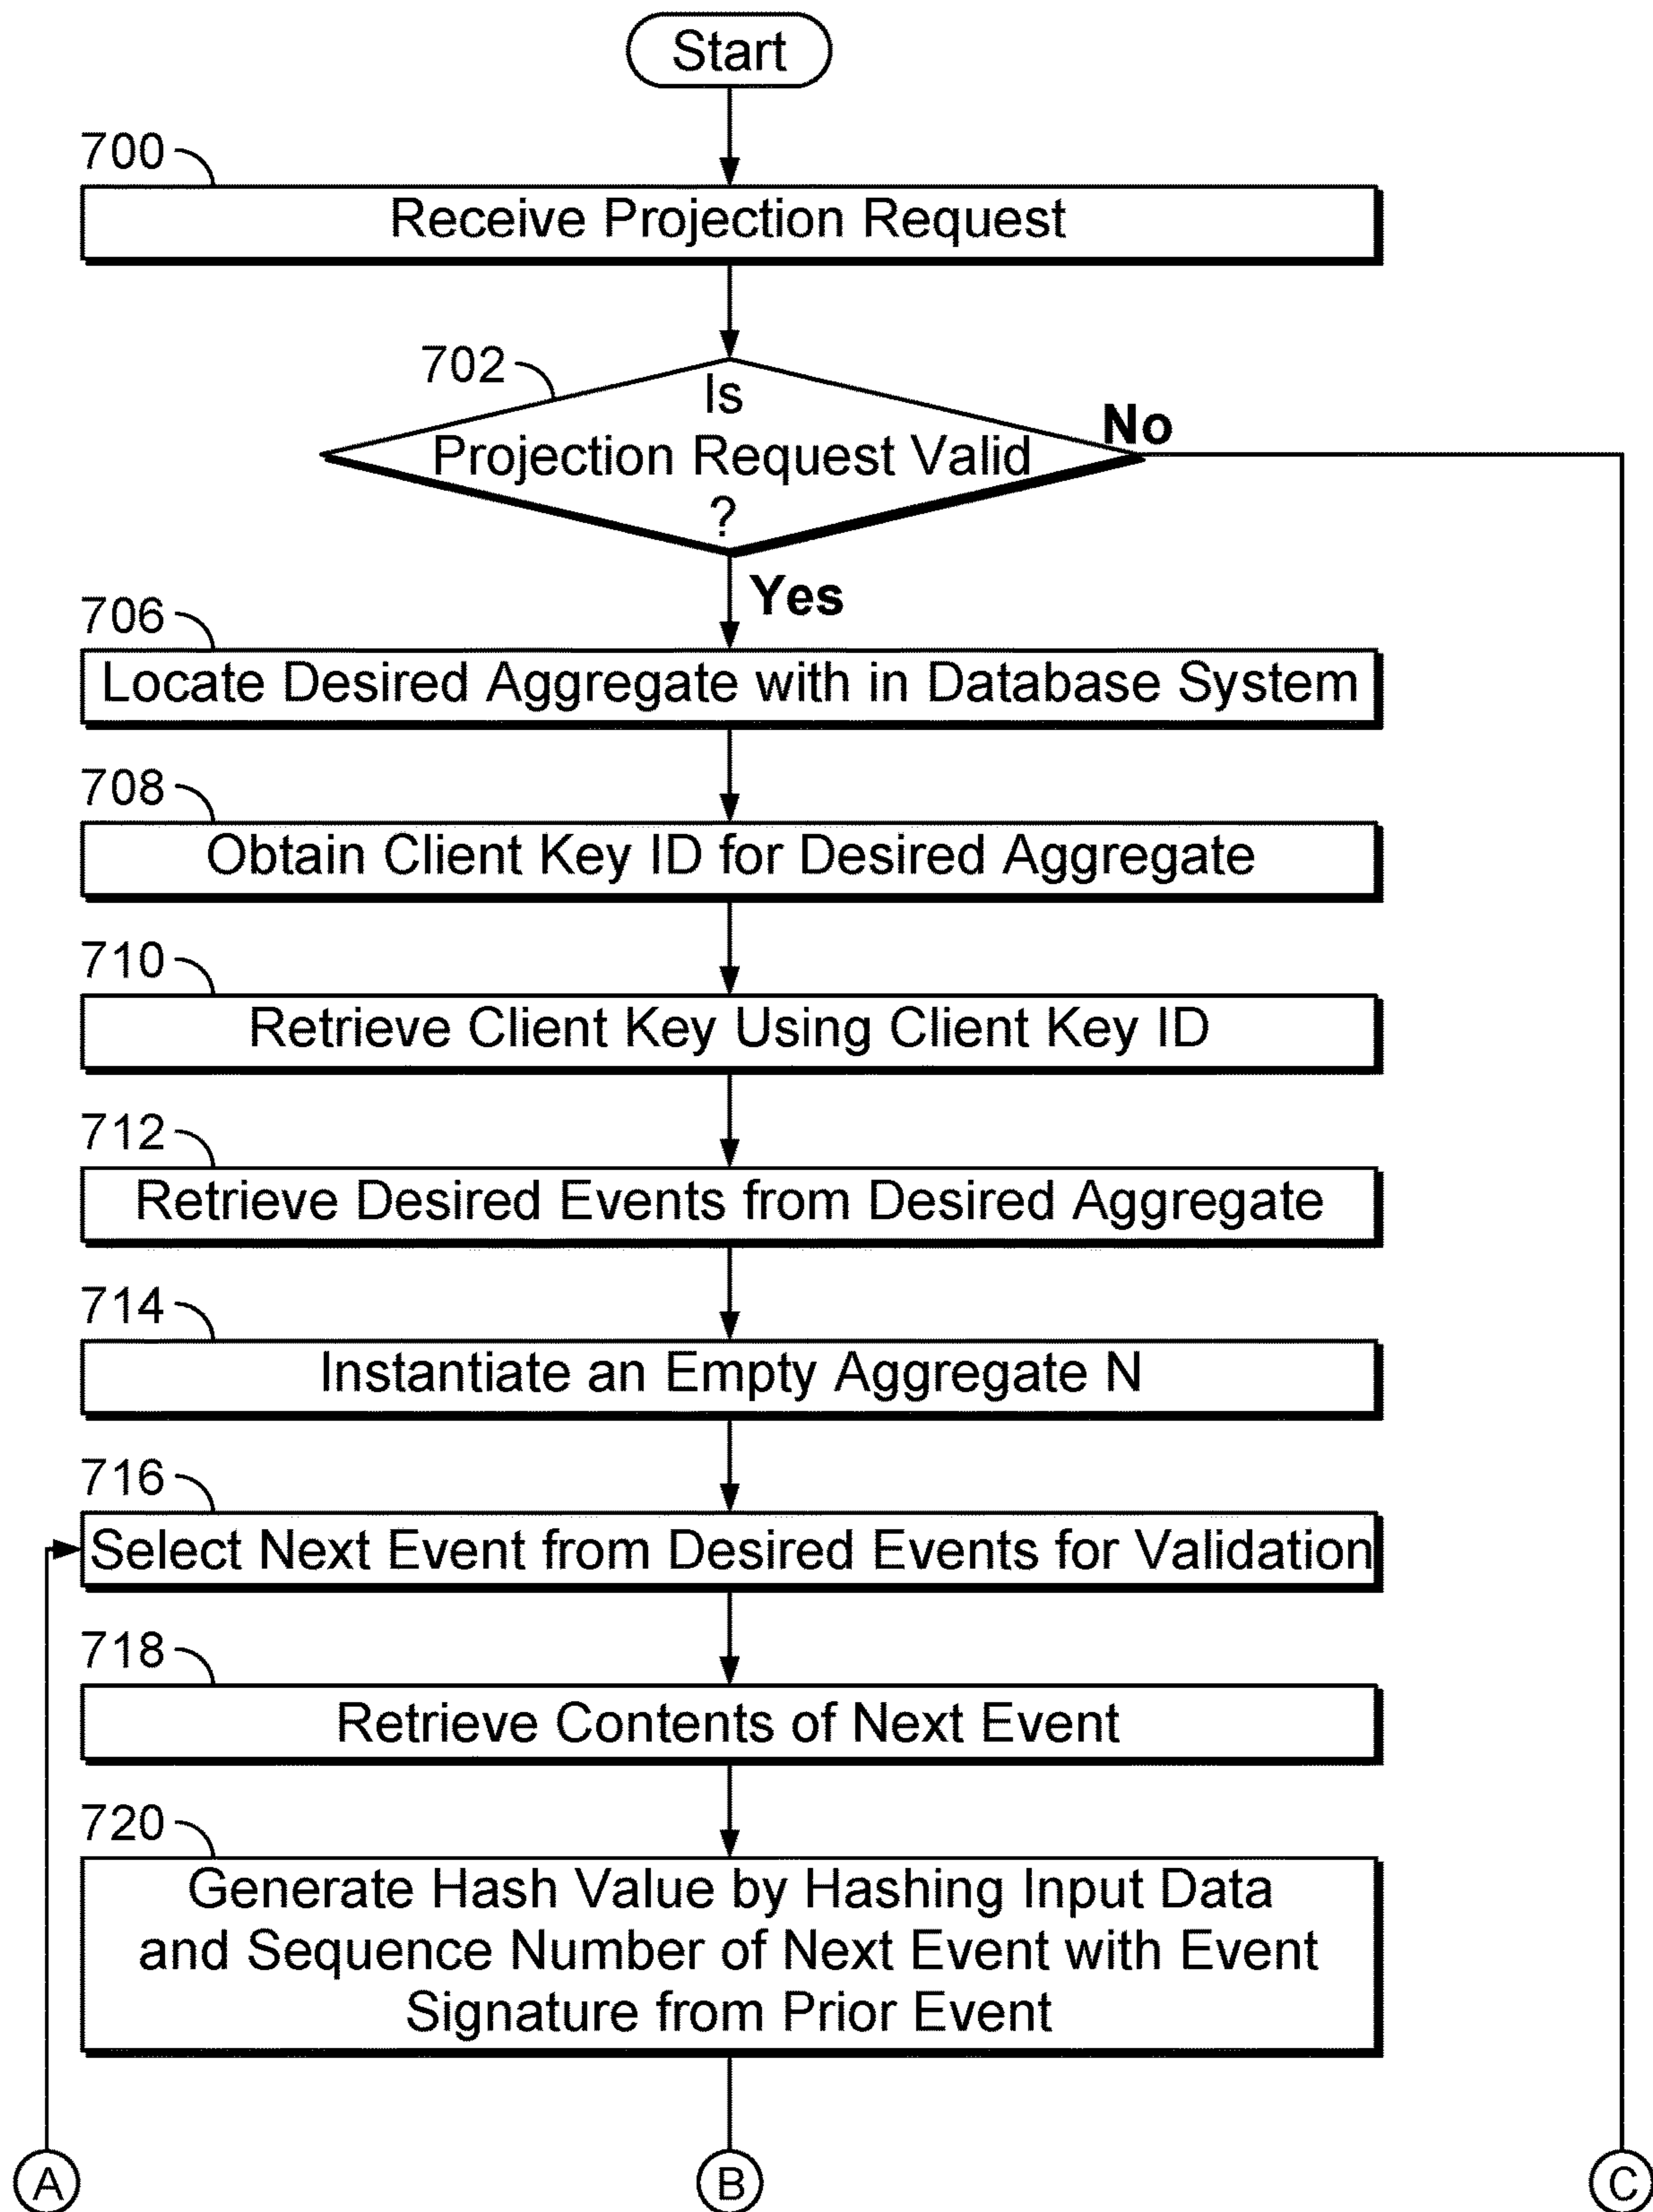 Start
700
Receive Projection Request
702
Is
Projection Request Valid
?
No
Yes
706
Locate Desired Aggregate with in Database System
708
Obtain Client Key ID for Desired Aggregate
710
Retrieve Client Key Using Client Key ID
712
Retrieve Desired Events from Desired Aggregate
714
Instantiate an Empty Aggregate N
716
Select Next Event from Desired Events for Validation
718
Retrieve Contents of Next Event
720
Generate Hash Value by Hashing Input Data
and Sequence Number of Next Event with Event
Signature from Prior Event
A
B
C